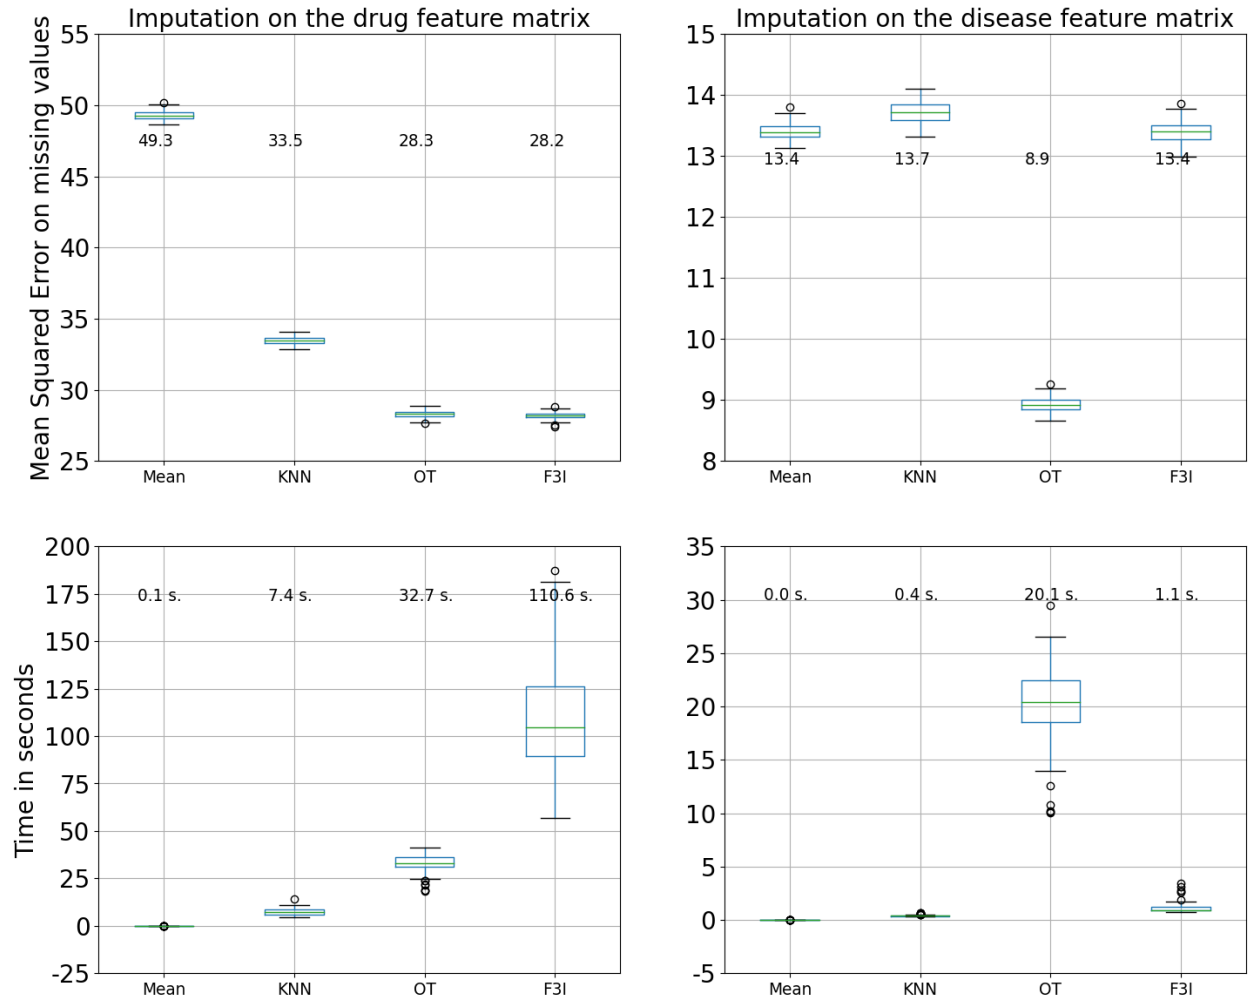 Imputation on the drug feature matrix
Mean Squared Error on missing values
55
50
45
40
35
30
25
49.3 33.5 28.3 28.2
Mean KNN OT F3I
Imputation on the disease feature matrix
15
14
13
12
11
10
9
8
13.4 13.7 8.9 13.4
Mean KNN OT F3I
Time in seconds
200
175
150
125
100
75
50
25
0
-25
0.1 s. 7.4 s. 32.7 s. 110.6 s.
Mean KNN OT F3I
35
30
25
20
15
10
5
0
-5
0.0 s. 0.4 s. 20.1 s. 1.1 s.
Mean KNN OT F3I